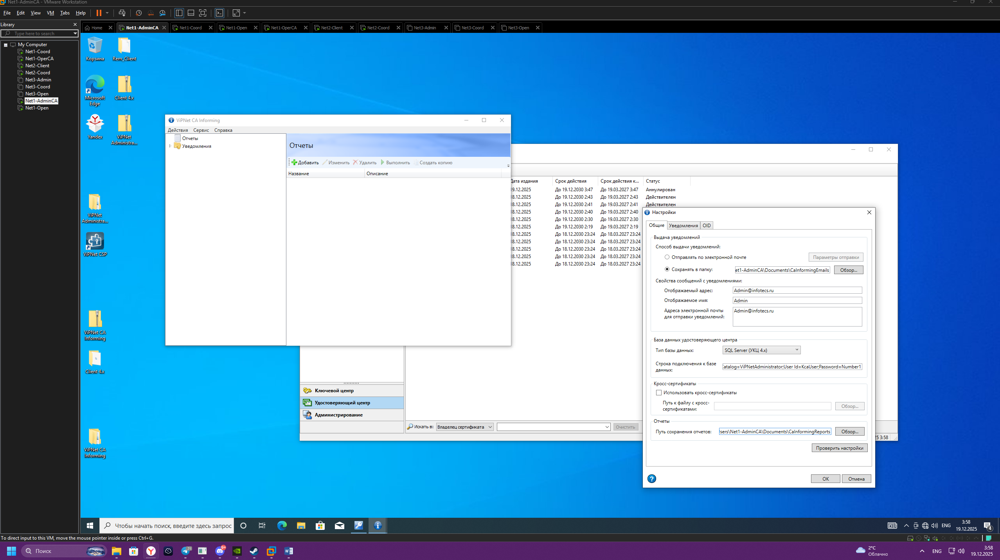 Net1-AdminCA - VMware Workstation
File Edit View VM Tabs Help
Library
Type here to search
My Computer
Net1-Coord
Net1-OperCA
Net2-Client
Net2-Coord
Net3-Admin
Net3-Coord
Net3-Open
Net1-AdminCA
Net1-Open
Home Net1-AdminCA Net1-Coord Net1-Open Net1-OperCA Net2-Client Net2-Coord Net3-Admin Net3-Coord Net3-Open
Корзина
Rem_Client
Microsoft
Edge
Client 4.x
Yandex
ViPNet
Administra...
ViPNet
Administra...
ViPNet CSP
ViPNet CA
Informing
Client 4.x
ViPNet CA
Informing
ViPNet CA Informing
Действия Сервис Справка
Отчеты
Уведомления
Отчеты
Добавить Изменить Удалить Выполнить Создать копию
Название Описание
Дата издания Срок действия Срок действия к... Статус
19.12.2025 До 19.12.2030 3:47 До 19.03.2027 3:47 Аннулирован
18.12.2025 До 19.12.2030 2:43 До 19.03.2027 2:43 Действителен
18.12.2025 До 19.12.2030 2:41 До 19.03.2027 2:41 Действителен
18.12.2025 До 19.12.2030 2:40 До 19.03.2027 2:40
18.12.2025 До 19.12.2030 2:30 До 19.03.2027 2:30
18.12.2025 До 19.12.2030 2:19 До 19.03.2027 2:19
18.12.2025 До 18.12.2030 23:24 До 18.03.2027 23:24
18.12.2025 До 18.12.2030 23:24 До 18.03.2027 23:24
18.12.2025 До 18.12.2030 23:24 До 18.03.2027 23:24
18.12.2025 До 18.12.2030 23:24 До 18.03.2027 23:24
18.12.2025 До 18.12.2030 23:24 До 18.03.2027 23:24
Ключевой центр
Удостоверяющий центр
Администрирование
Искать в: Владелец сертификата Очистить
25 3:58
Настройки
Общие Уведомления OID
Выдача уведомлений
Способ выдачи уведомлений:
Отправлять по электронной почте Параметры отправки
Сохранять в папку: et1-AdminCA\Documents\CaInformingEmails Обзор...
Свойства сообщений с уведомлениями:
Отображаемый адрес: Admin@infotecs.ru
Отображаемое имя: Admin
Адреса электронной почты
для отправки уведомлений: Admin@infotecs.ru
База данных удостоверяющего центра
Тип базы данных: SQL Server (УКЦ 4.x)
Строка подключения к базе
данных: Catalog=ViPNetAdministrator;User Id=KcaUser;Password=Number1
Кросс-сертификаты
Использовать кросс-сертификаты
Путь к файлу с кросс-
сертификатами: Обзор...
Отчеты
Путь сохранения отчетов: sers\Net1-AdminCA\Documents\CaInformingReports Обзор...
Проверить настройки
OK Отмена
Чтобы начать поиск, введите здесь запрос
ENG
3:58
19.12.2025
4
To direct input to this VM, move the mouse pointer inside or press Ctrl+G.
Поиск
71
9+
2°C
Облачно
ENG
3:58
19.12.2025